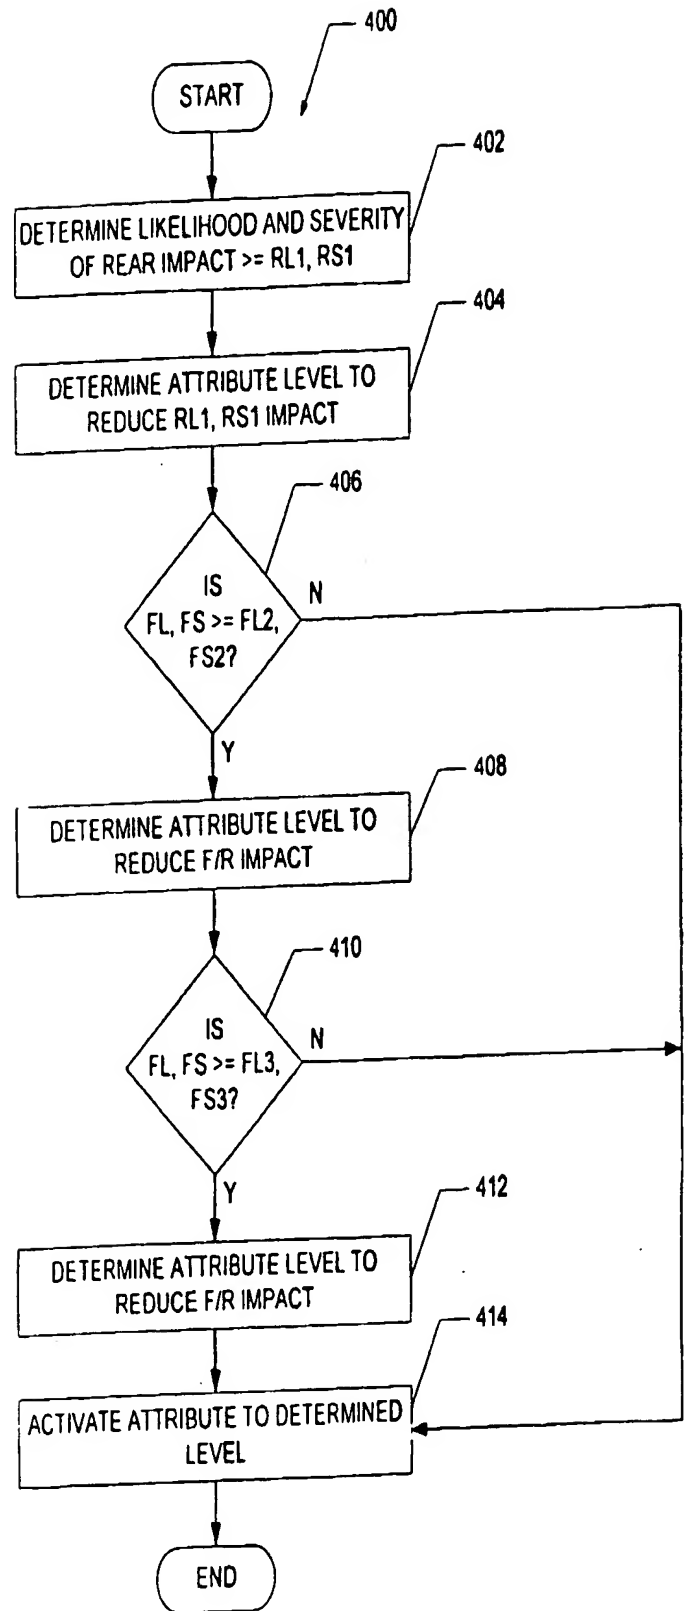 400
START
402
DETERMINE LIKELIHOOD AND SEVERITY
OF REAR IMPACT >= RL1, RS1
404
DETERMINE ATTRIBUTE LEVEL TO
REDUCE RL1, RS1 IMPACT
406
IS
FL, FS >= FL2,
FS2?
N
Y
408
DETERMINE ATTRIBUTE LEVEL TO
REDUCE F/R IMPACT
410
IS
FL, FS >= FL3,
FS3?
N
Y
412
DETERMINE ATTRIBUTE LEVEL TO
REDUCE F/R IMPACT
414
ACTIVATE ATTRIBUTE TO DETERMINED
LEVEL
END